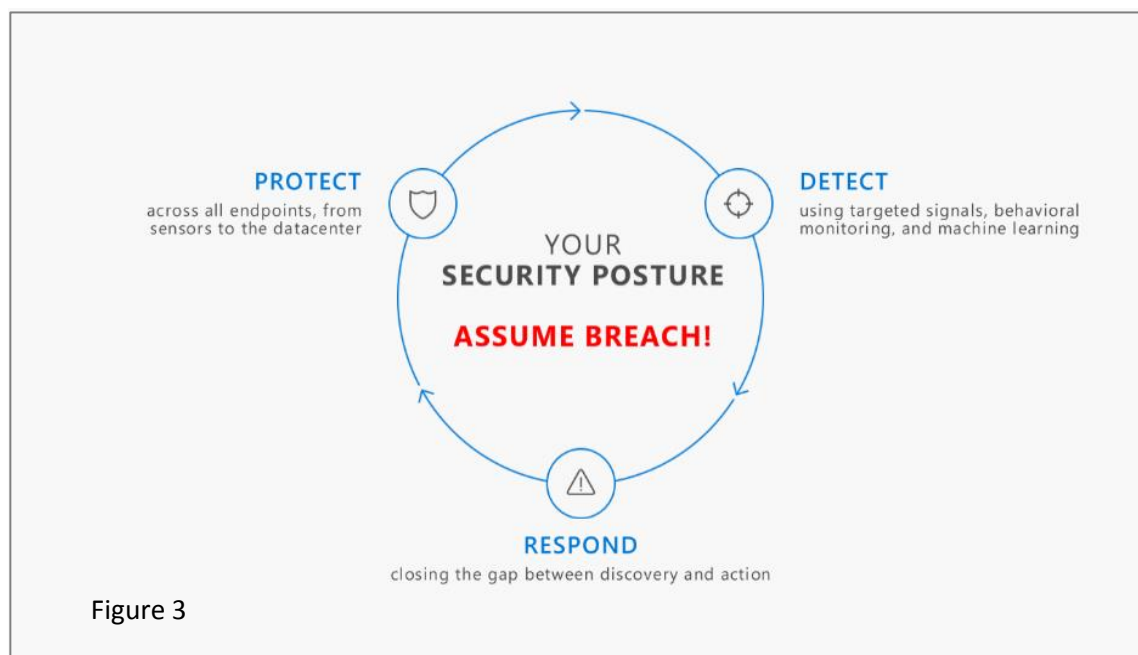 PROTECT
across all endpoints, from
sensors to the datacenter
DETECT
using targeted signals, behavioral
monitoring, and machine learning
YOUR
SECURITY POSTURE
ASSUME BREACH!
RESPOND
closing the gap between discovery and action
Figure 3